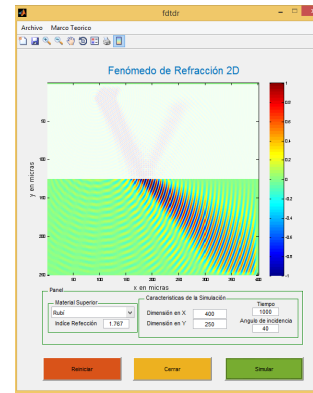 fdtdr
Archivo Marco Teorico
Fenómedo de Refracción 2D
y en micras
x en micras
Panel
Material Superior
Rubí
Indice Refección 1.767
Caracteristicas de la Simulación
Dimensión en X 400
Dimensión en Y 250
Tiempo
1000
Angulo de incidencia
40
Reiniciar
Cerrar
Simular